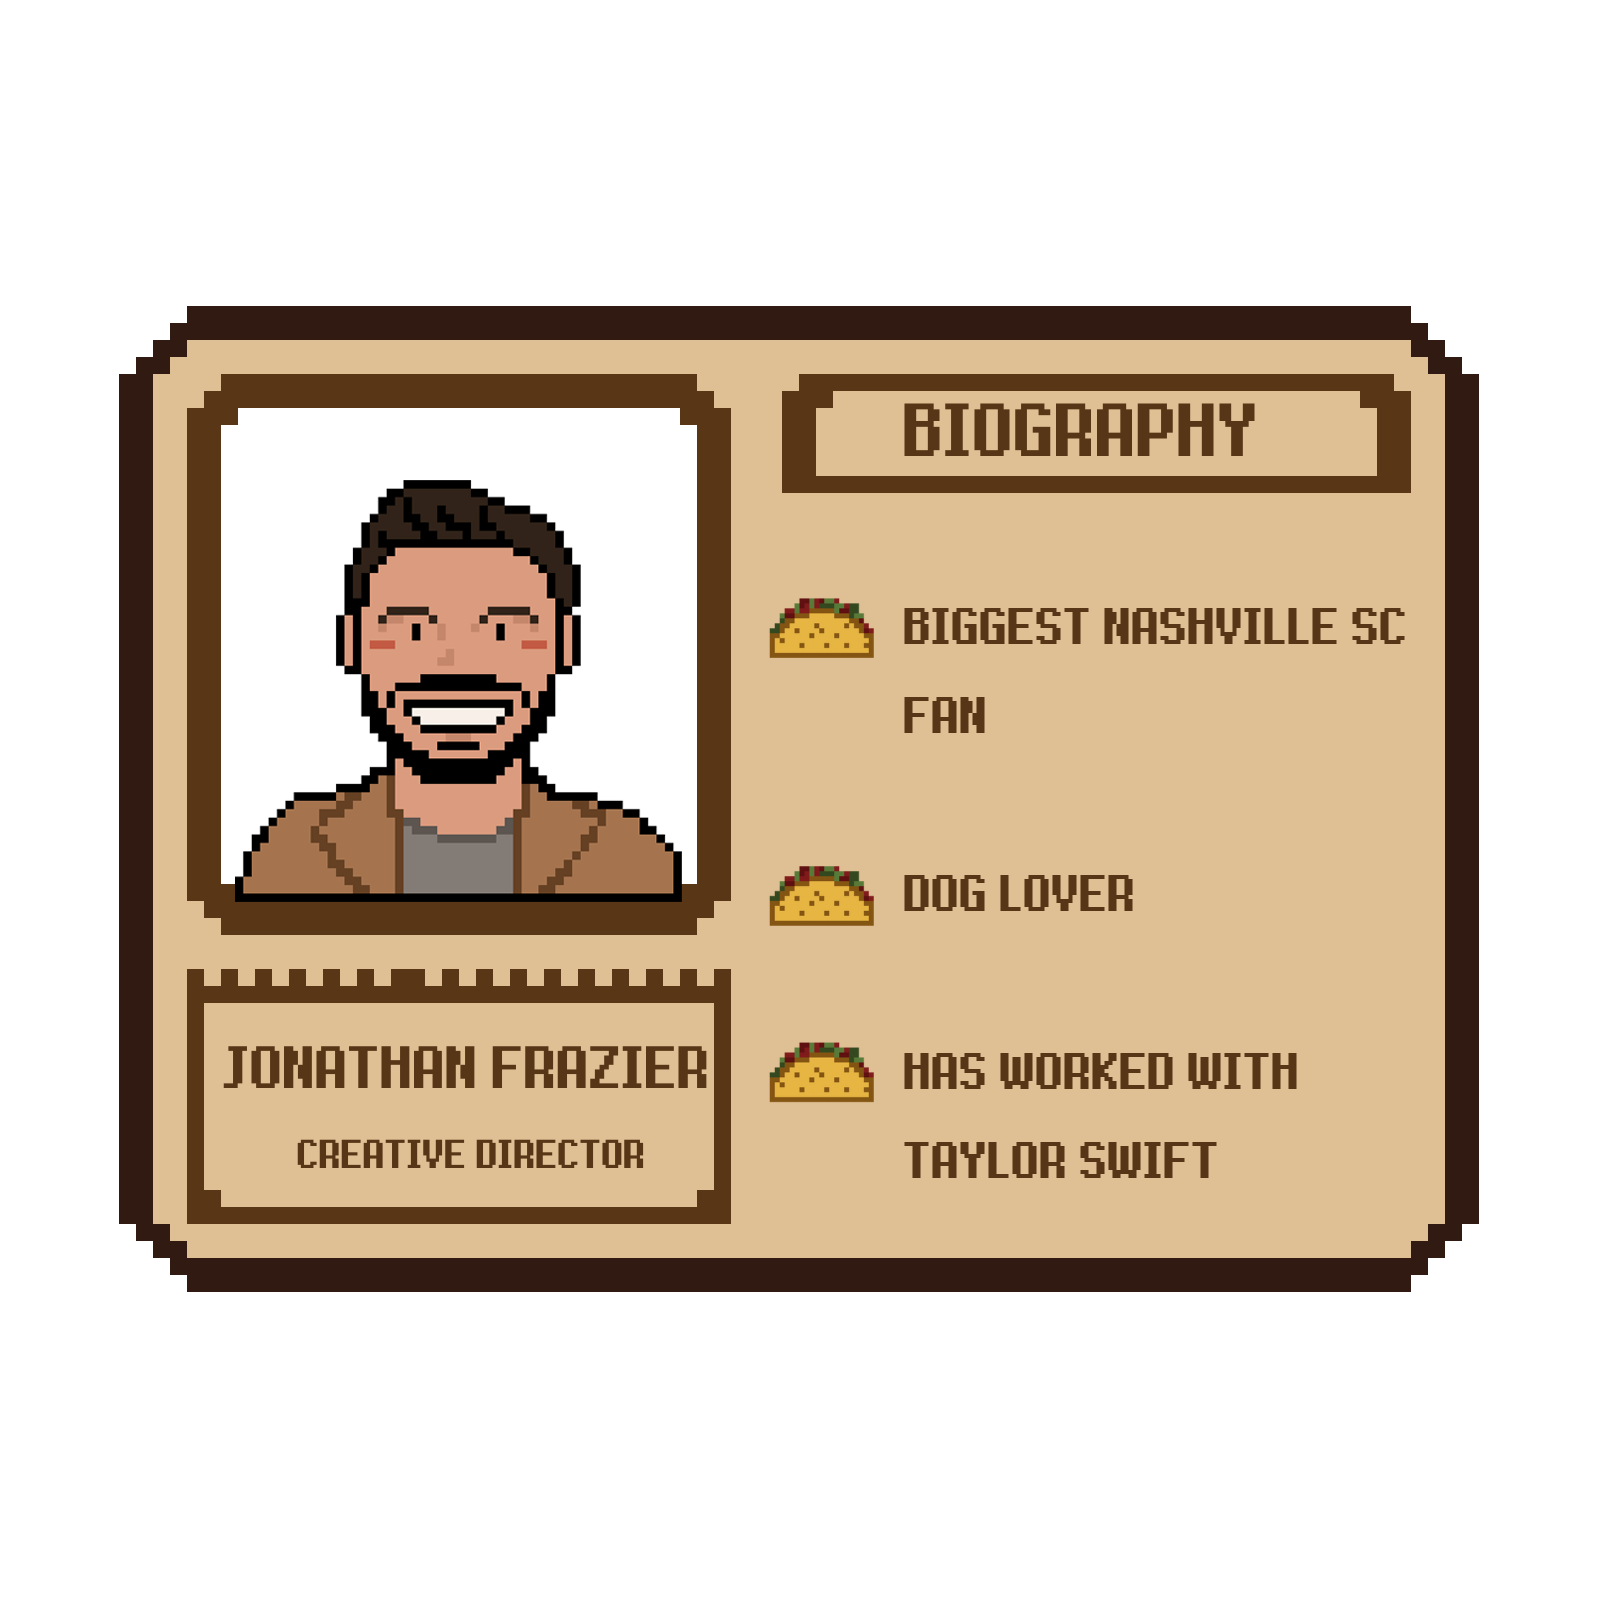 BIOGRAPHY
BIGGEST NASHVILLE SC
FAN
DOG LOVER
HAS WORKED WITH
TAYLOR SWIFT
JONATHAN FRAZIER
CREATIVE DIRECTOR